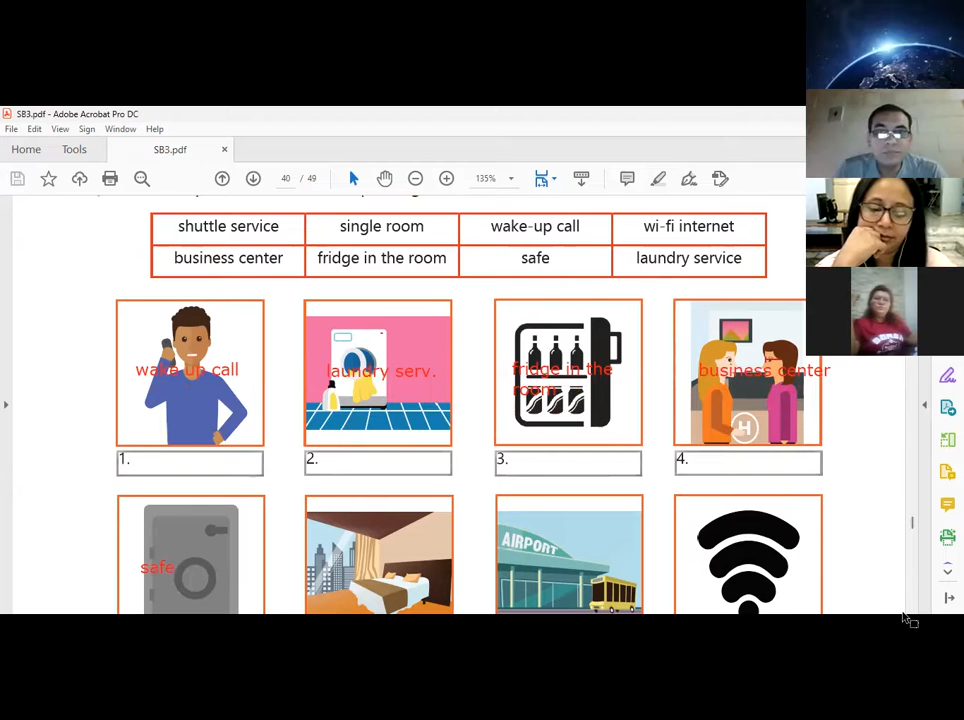 SB3.pdf - Adobe Acrobat Pro DC
File Edit View Sign Window Help
Home Tools SB3.pdf ×
40 / 49 135%
shuttle service single room wake-up call wi-fi internet
business center fridge in the room safe laundry service
wake up call laundry serv. fridge in the room business center
1. 2. 3. 4.
safe
AIRPORT
H